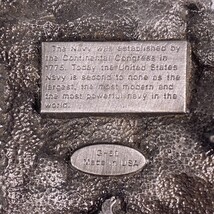 The Navy was established by
the Continental Congress in
1775. Today the United States
Navy is second to none as the
largest, the most modern and
the most powerful navy in the
world.
Made in USA